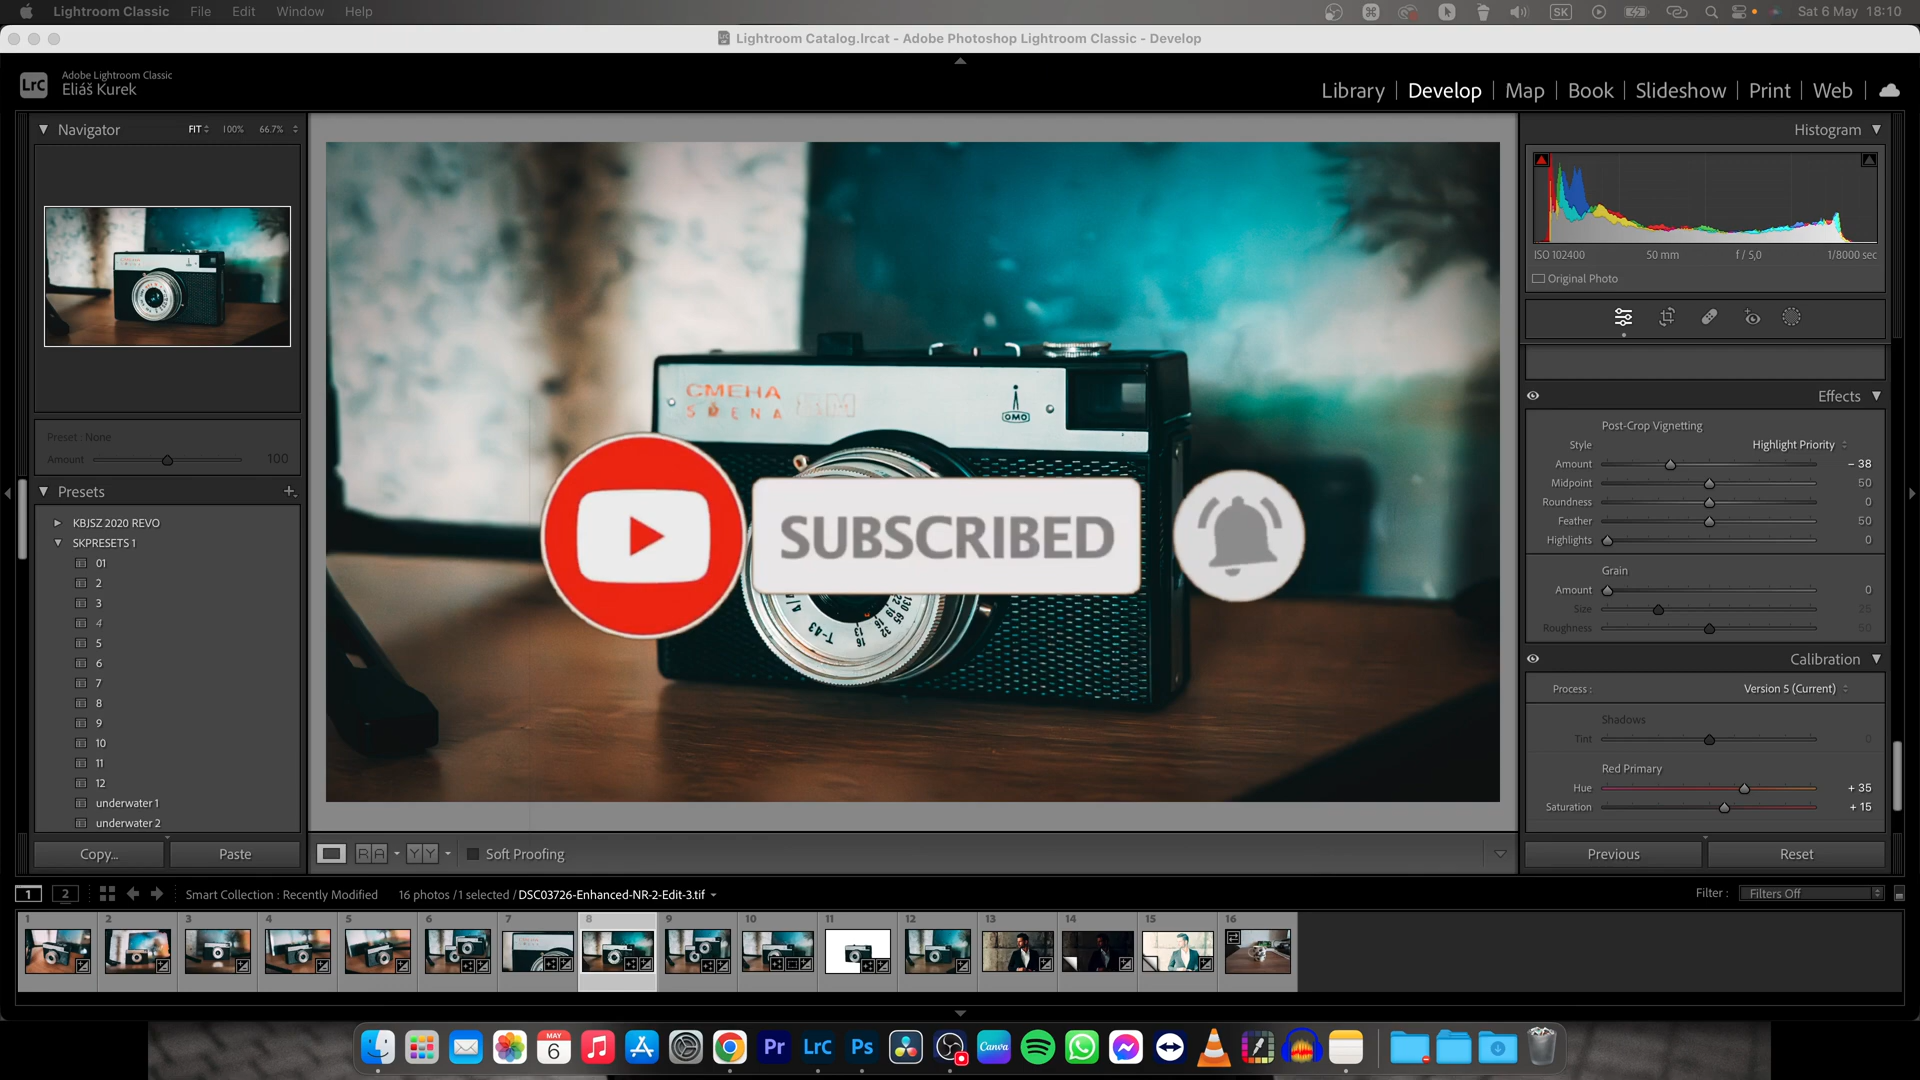 Lightroom Classic File Edit Window Help
SK Sat 6 May 18:10
Lightroom Catalog.lrcat - Adobe Photoshop Lightroom Classic - Develop
LrC Adobe Lightroom Classic
Eliáš Kurek
Library | Develop | Map | Book | Slideshow | Print | Web
Navigator FIT 100% 66.7%
Preset : None
Amount 100
Presets
KBJSZ 2020 REVO
SKPRESETS 1
01
2
3
4
5
6
7
8
9
10
11
12
underwater 1
underwater 2
Copy... Paste
СМЕНА
SMENA 8M
ЛОМО
SUBSCRIBED
T-43
Histogram
ISO 102400 50 mm f / 5,0 1/8000 sec
Original Photo
Effects
Post-Crop Vignetting
Style Highlight Priority
Amount – 38
Midpoint 50
Roundness 0
Feather 50
Highlights 0
Grain
Amount 0
Size 25
Roughness 50
Calibration
Process : Version 5 (Current)
Shadows
Tint 0
Red Primary
Hue + 35
Saturation + 15
Previous Reset
R A Y Y Soft Proofing
1 2 Smart Collection : Recently Modified 16 photos / 1 selected / DSC03726-Enhanced-NR-2-Edit-3.tif
Filter : Filters Off
1 2 3 4 5 6 7 8 9 10 11 12 13 14 15 16
MAY
6
Pr LrC Ps Canva